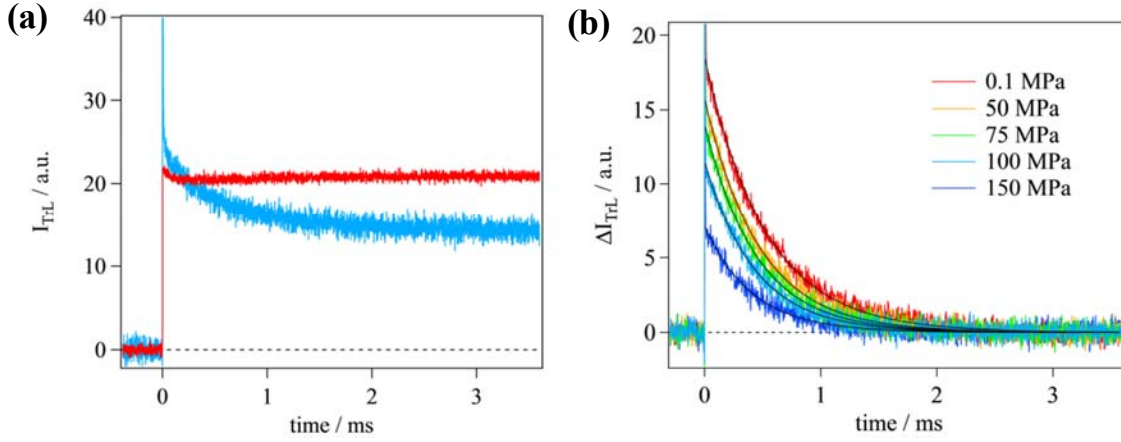 (a)
40
30
20
10
0
I_TrL / a.u.
0 1 2 3
time / ms
(b)
20
15
10
5
0
ΔI_TrL / a.u.
0.1 MPa
50 MPa
75 MPa
100 MPa
150 MPa
0 1 2 3
time / ms